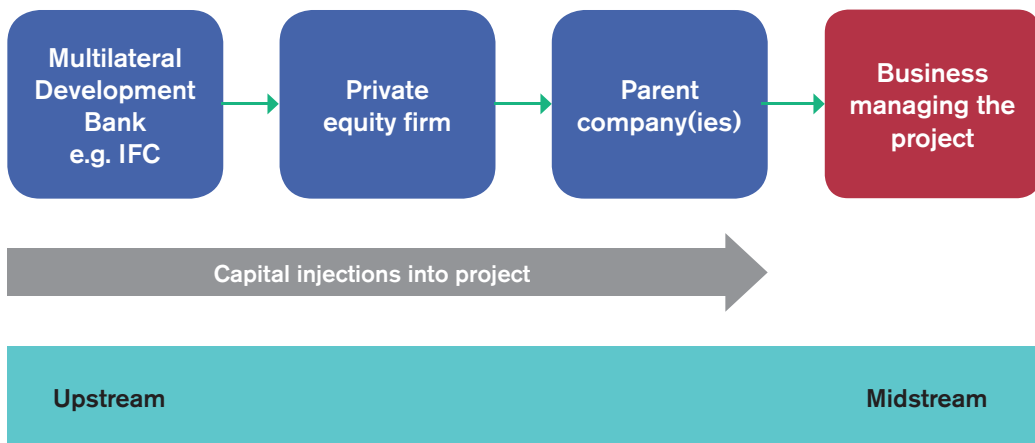 Multilateral
Development
Bank
e.g. IFC
Private
equity firm
Parent
company(ies)
Business
managing the
project
Capital injections into project
Upstream
Midstream